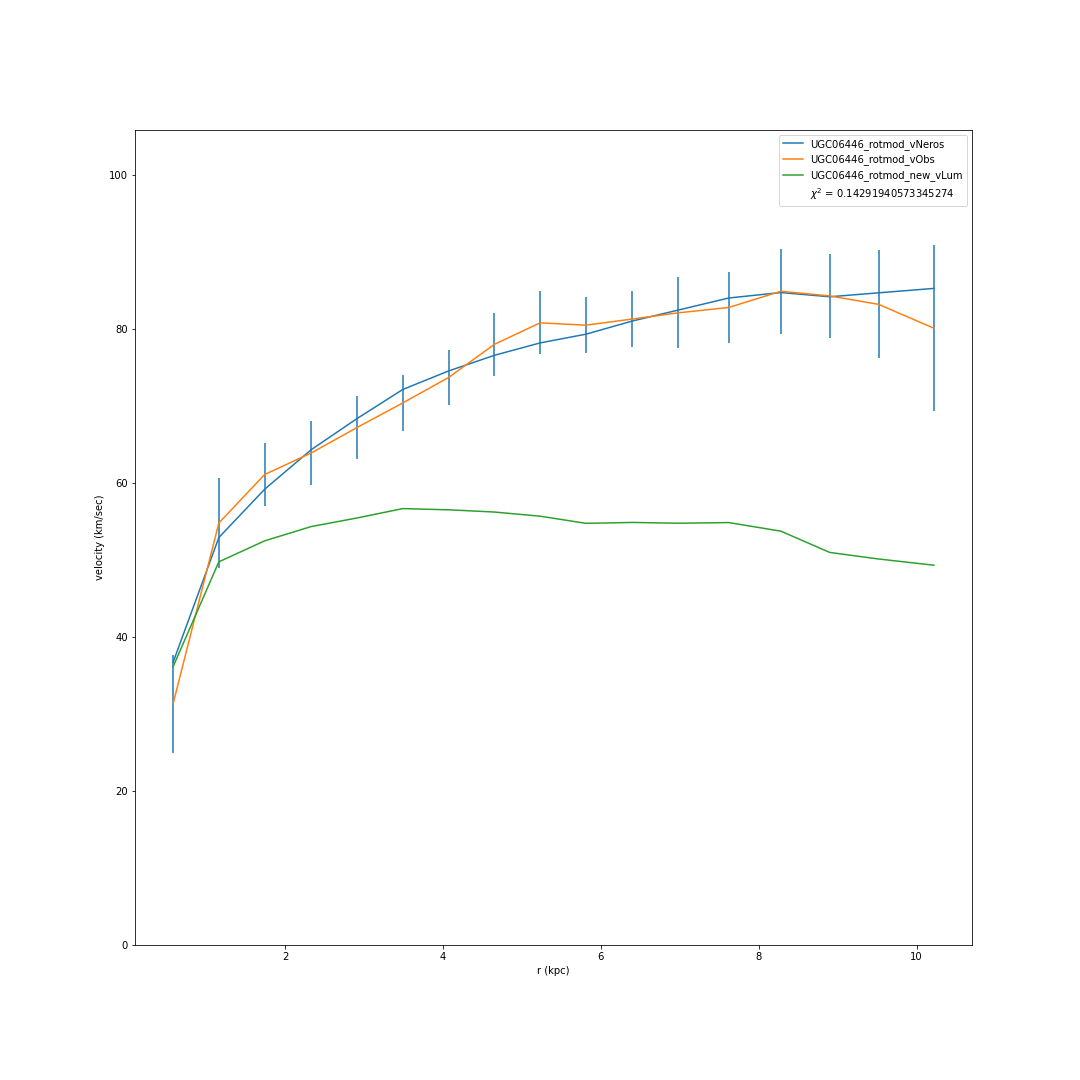 UGC06446_rotmod_vNeros
UGC06446_rotmod_vObs
UGC06446_rotmod_new_vLum
χ² = 0.14291940573345274
100
80
60
40
20
0
velocity (km/sec)
2 4 6 8 10
r (kpc)